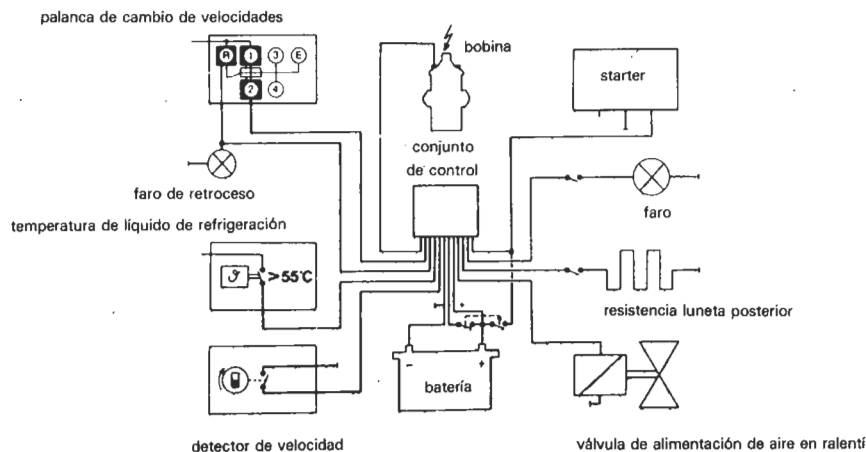 palanca de cambio de velocidades
R 1 3 E
2 4
bobina
starter
conjunto
de control
faro de retroceso
faro
temperatura de líquido de refrigeración
ϑ >55°C
resistencia luneta posterior
- +
batería
detector de velocidad
válvula de alimentación de aire en ralentí